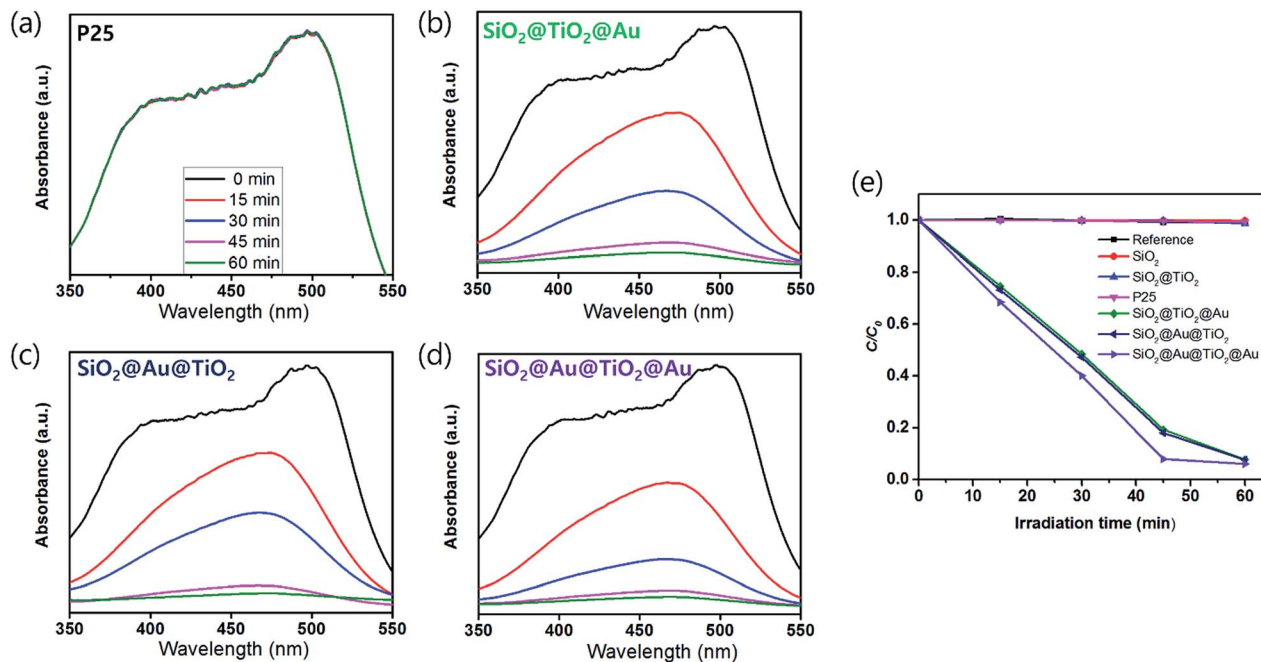 (a)
P25
Absorbance (a.u.)
0 min
15 min
30 min
45 min
60 min
350 400 450 500 550
Wavelength (nm)
(b)
SiO₂@TiO₂@Au
Absorbance (a.u.)
350 400 450 500 550
Wavelength (nm)
(c)
SiO₂@Au@TiO₂
Absorbance (a.u.)
350 400 450 500 550
Wavelength (nm)
(d)
SiO₂@Au@TiO₂@Au
Absorbance (a.u.)
350 400 450 500 550
Wavelength (nm)
(e)
C/C₀
1.0
0.8
0.6
0.4
0.2
0.0
Reference
SiO₂
SiO₂@TiO₂
P25
SiO₂@TiO₂@Au
SiO₂@Au@TiO₂
SiO₂@Au@TiO₂@Au
0 10 20 30 40 50 60
Irradiation time (min)